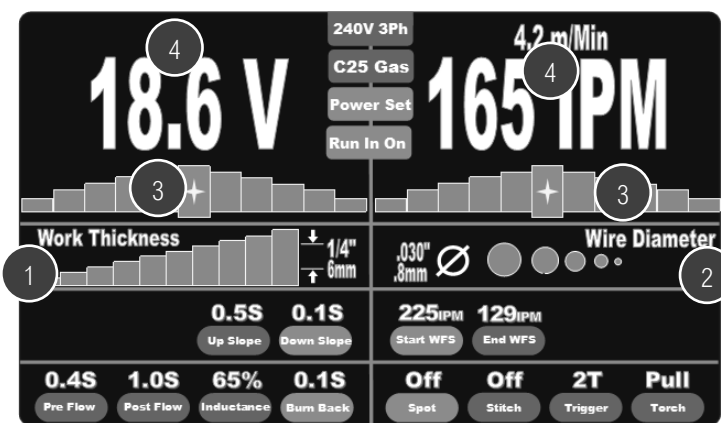 240V 3Ph
C25 Gas
Power Set
Run In On
4
18.6 V
4.2 m/Min
4
165 IPM
3
3
Work Thickness
1/4"
6mm
1
.030"
.8mm
Wire Diameter
2
0.5S 0.1S
Up Slope Down Slope
225IPM 129IPM
Start WFS End WFS
0.4S 1.0S 65% 0.1S
Pre Flow Post Flow Inductance Burn Back
Off Off 2T Pull
Spot Stitch Trigger Torch